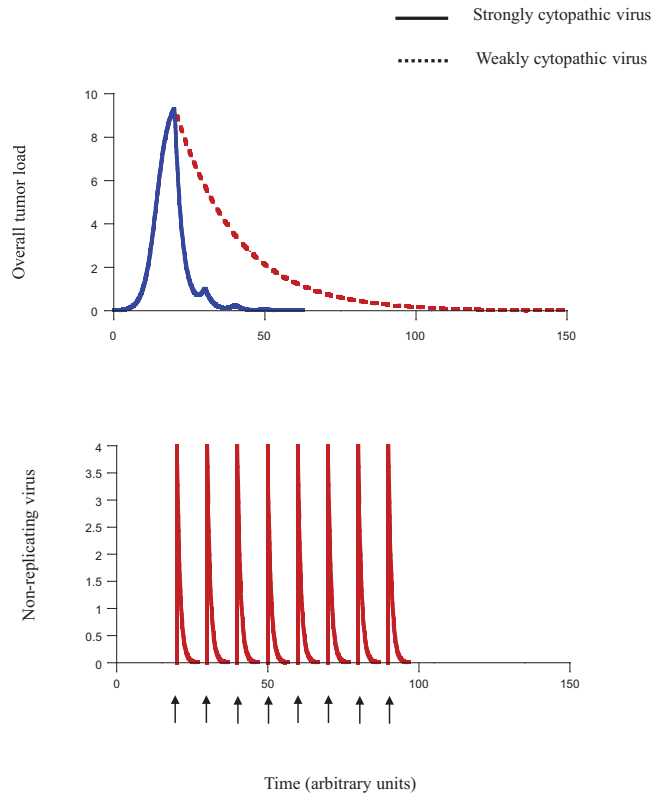 Strongly cytopathic virus
Weakly cytopathic virus
Overall tumor load
10
8
6
4
2
0
0 50 100 150
Non-replicating virus
4
3.5
3
2.5
2
1.5
1
0.5
0
0 50 100 150
Time (arbitrary units)